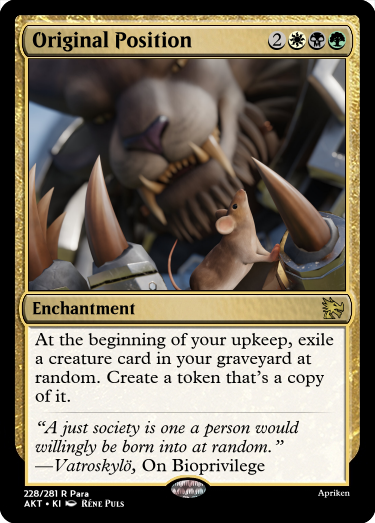 Original Position
2
Enchantment
At the beginning of your upkeep, exile
a creature card in your graveyard at
random. Create a token that's a copy
of it.
“A just society is one a person would
willingly be born into at random.”
—Vatroskylö, On Bioprivilege
228/281 R Para
Apriken
AKT • KI Rêne Puls